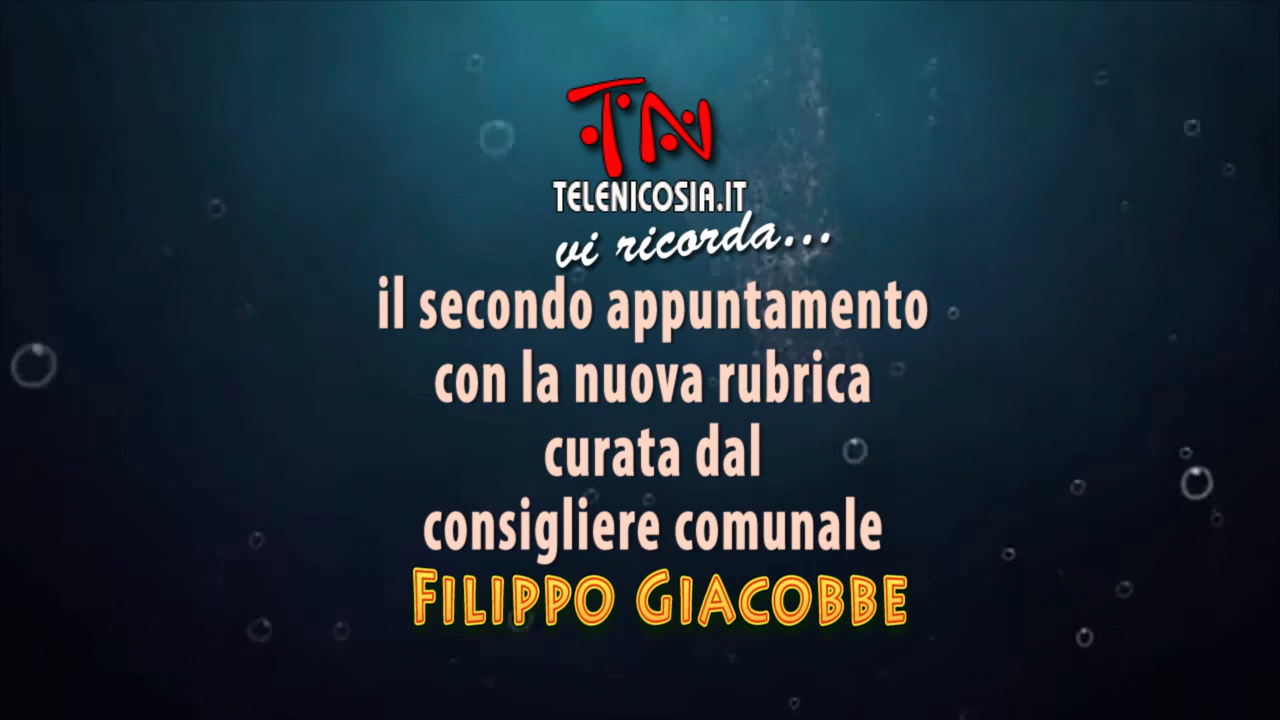 TN
TELENICOSIA.IT
vi ricorda...
il secondo appuntamento
con la nuova rubrica
curata dal
consigliere comunale
FILIPPO GIACOBBE